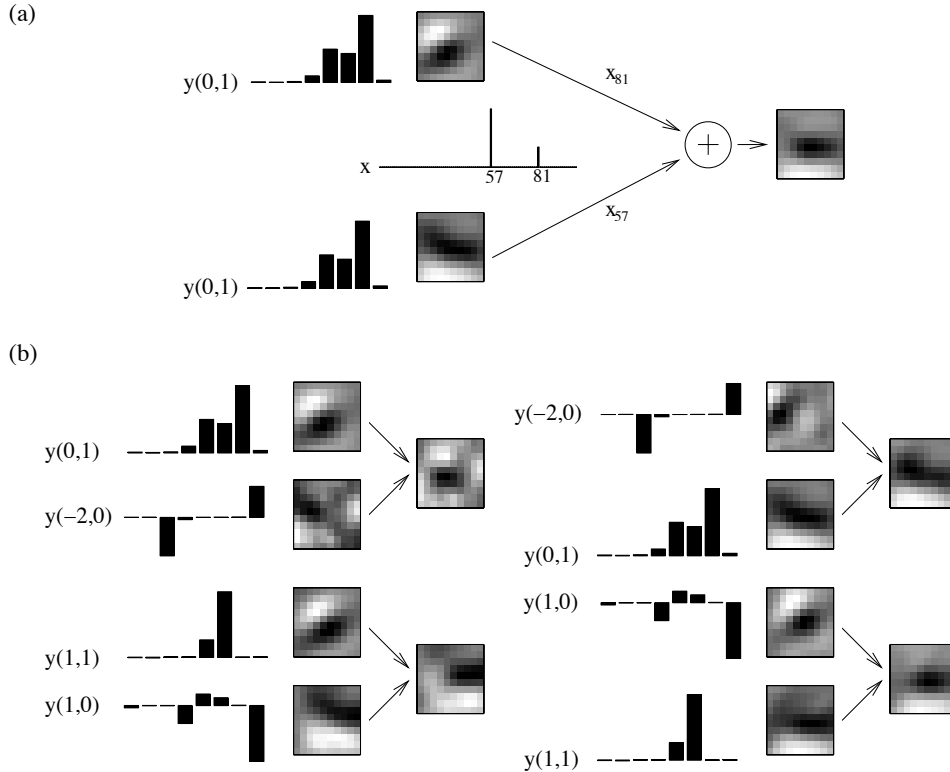 (a)
y(0,1)
x81
x
57 81
x57
y(0,1)
(b)
y(0,1)
y(−2,0)
y(1,1)
y(1,0)
y(−2,0)
y(0,1)
y(1,0)
y(1,1)